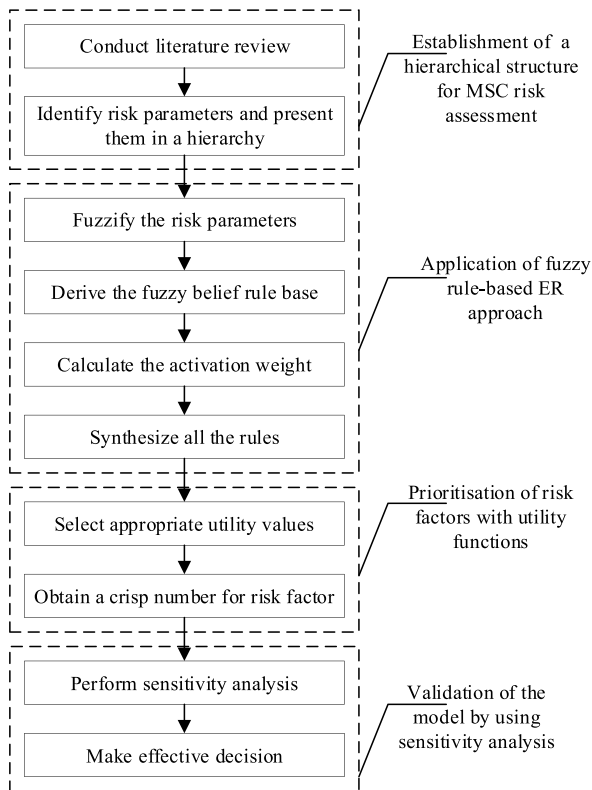 Conduct literature review
Identify risk parameters and present
them in a hierarchy
Establishment of a
hierarchical structure
for MSC risk
assessment
Fuzzify the risk parameters
Derive the fuzzy belief rule base
Calculate the activation weight
Synthesize all the rules
Application of fuzzy
rule-based ER
approach
Select appropriate utility values
Obtain a crisp number for risk factor
Prioritisation of risk
factors with utility
functions
Perform sensitivity analysis
Make effective decision
Validation of the
model by using
sensitivity analysis